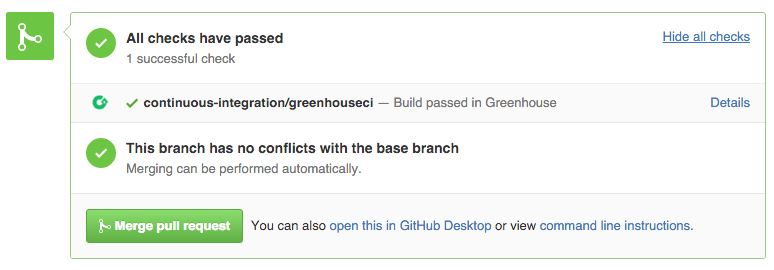 All checks have passed
Hide all checks
1 successful check
continuous-integration/greenhouseci — Build passed in Greenhouse
Details
This branch has no conflicts with the base branch
Merging can be performed automatically.
Merge pull request
You can also open this in GitHub Desktop or view command line instructions.